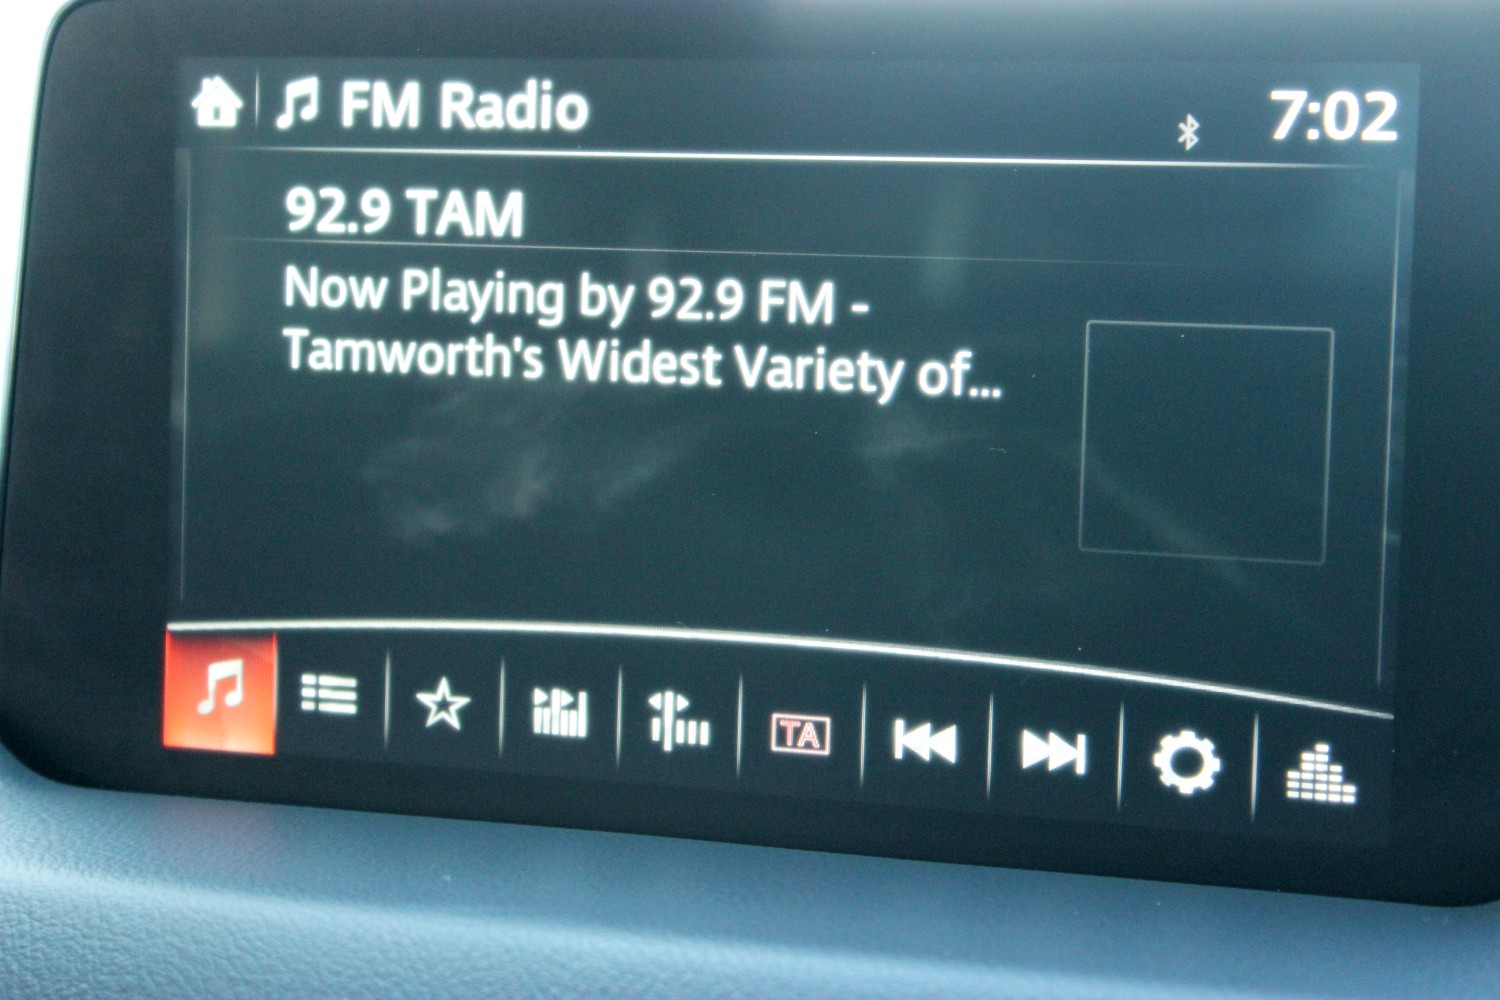 FM Radio
7:02
92.9 TAM
Now Playing by 92.9 FM -
Tamworth's Widest Variety of...
TA